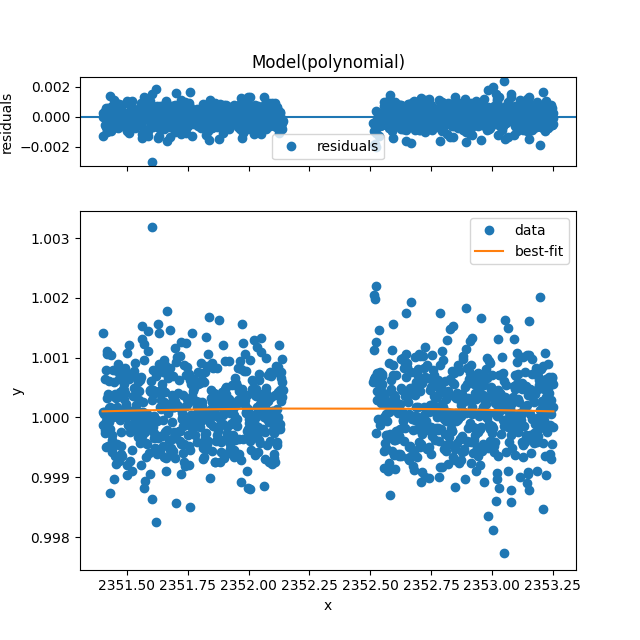 Model(polynomial)
residuals
0.002
0.000
−0.002
residuals
y
1.003
1.002
1.001
1.000
0.999
0.998
data
best-fit
2351.50 2351.75 2352.00 2352.25 2352.50 2352.75 2353.00 2353.25
x